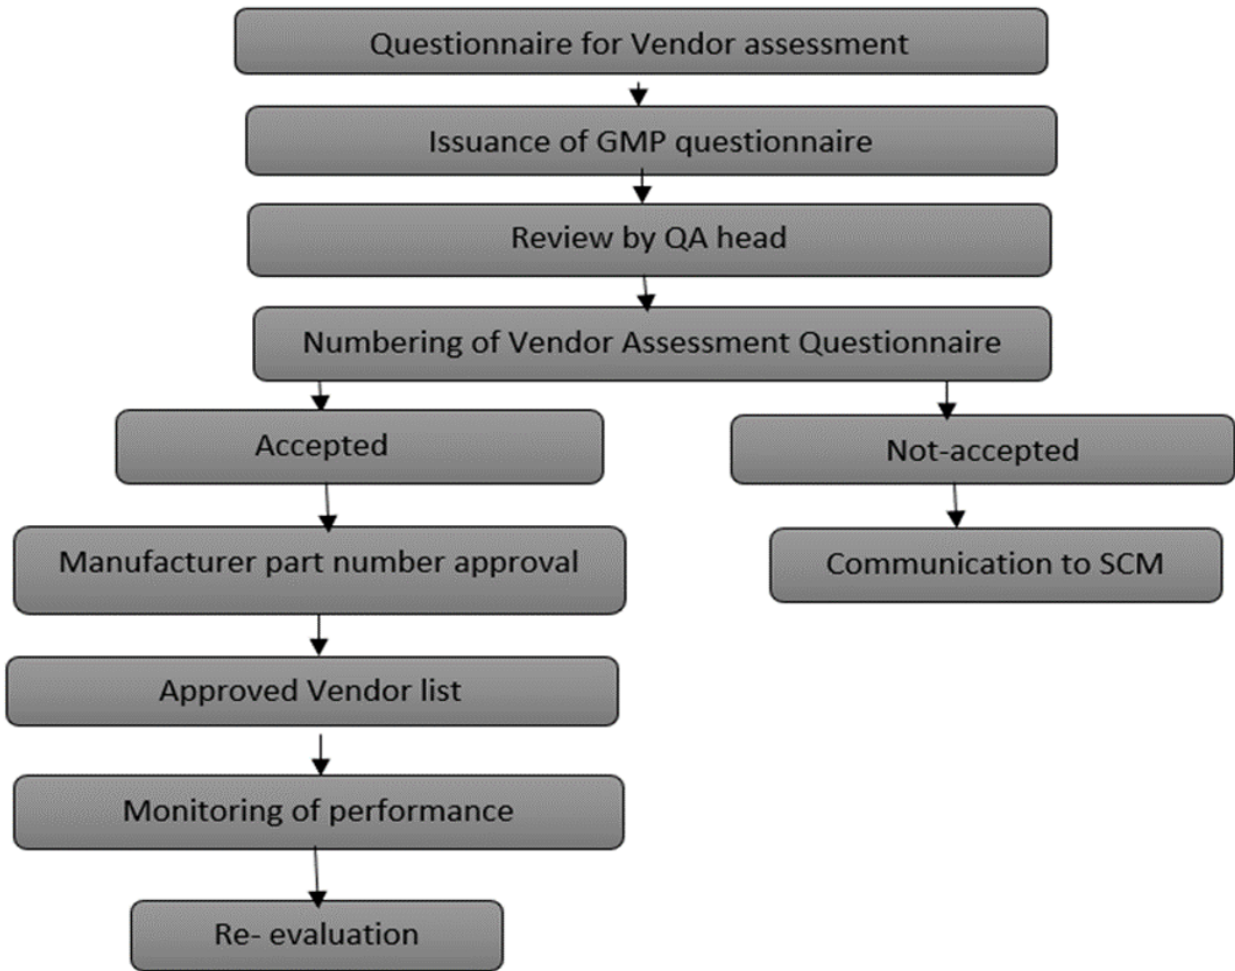 Questionnaire for Vendor assessment
Issuance of GMP questionnaire
Review by QA head
Numbering of Vendor Assessment Questionnaire
Accepted
Not-accepted
Manufacturer part number approval
Communication to SCM
Approved Vendor list
Monitoring of performance
Re- evaluation